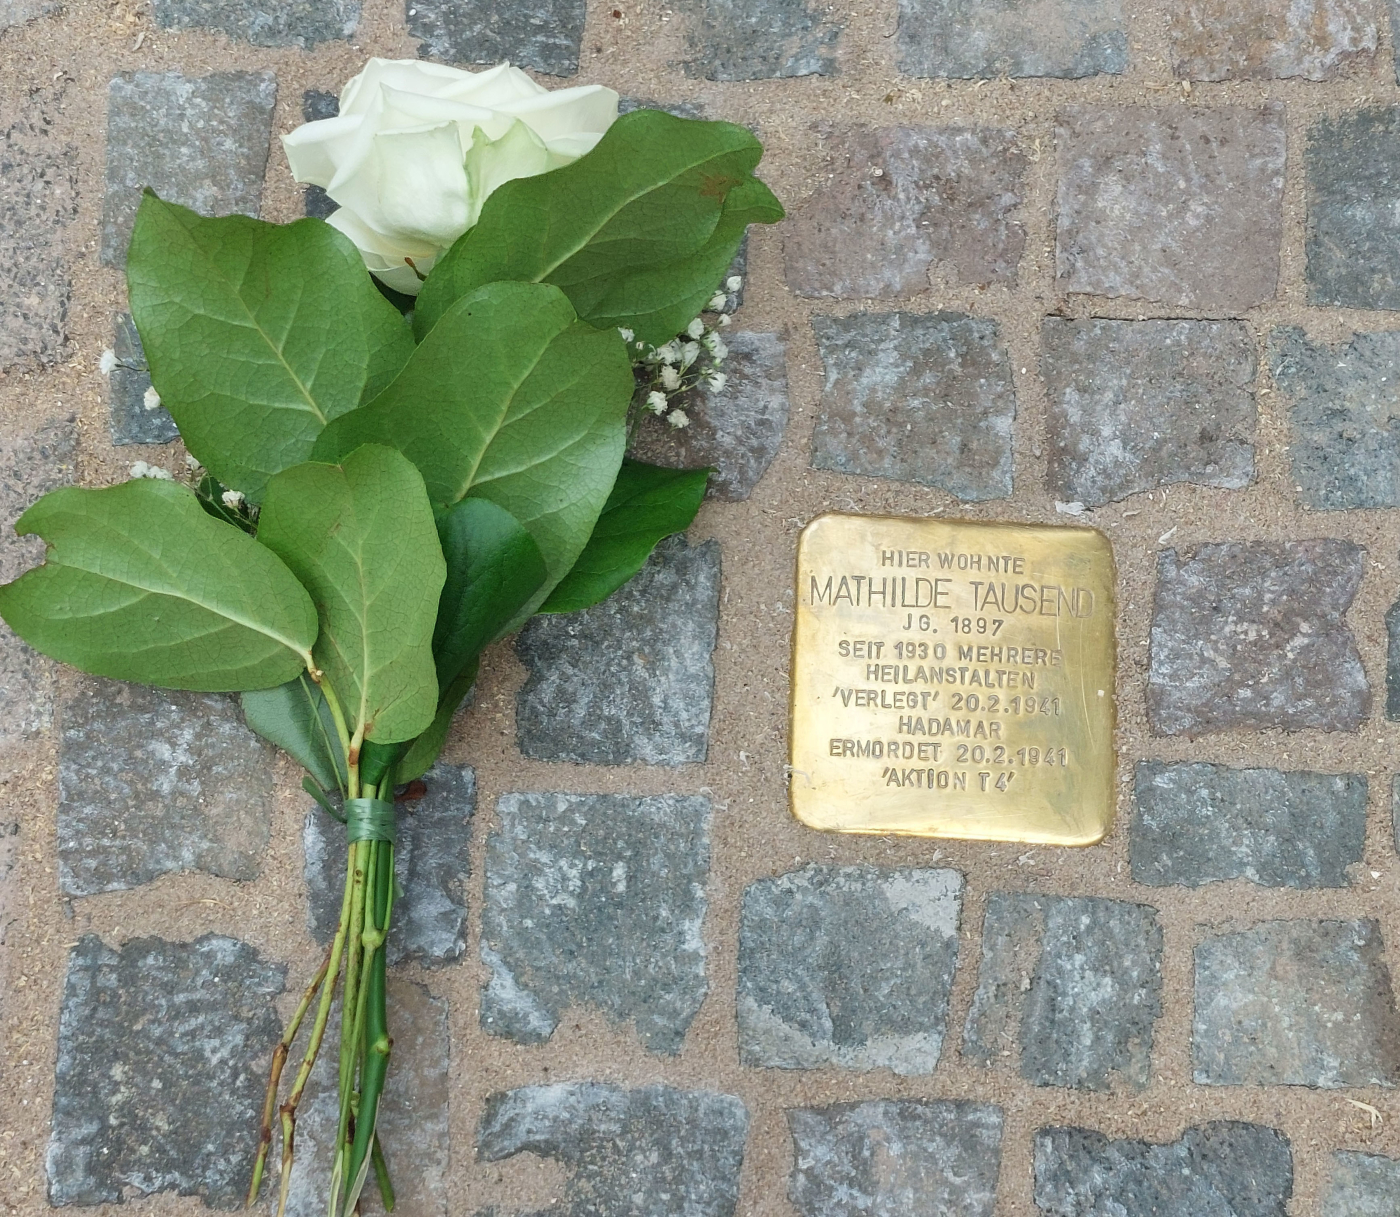 HIER WOHNTE
MATHILDE TAUSEND
JG. 1897
SEIT 1930 MEHRERE
HEILANSTALTEN
'VERLEGT' 20.2.1941
HADAMAR
ERMORDET 20.2.1941
'AKTION T4'